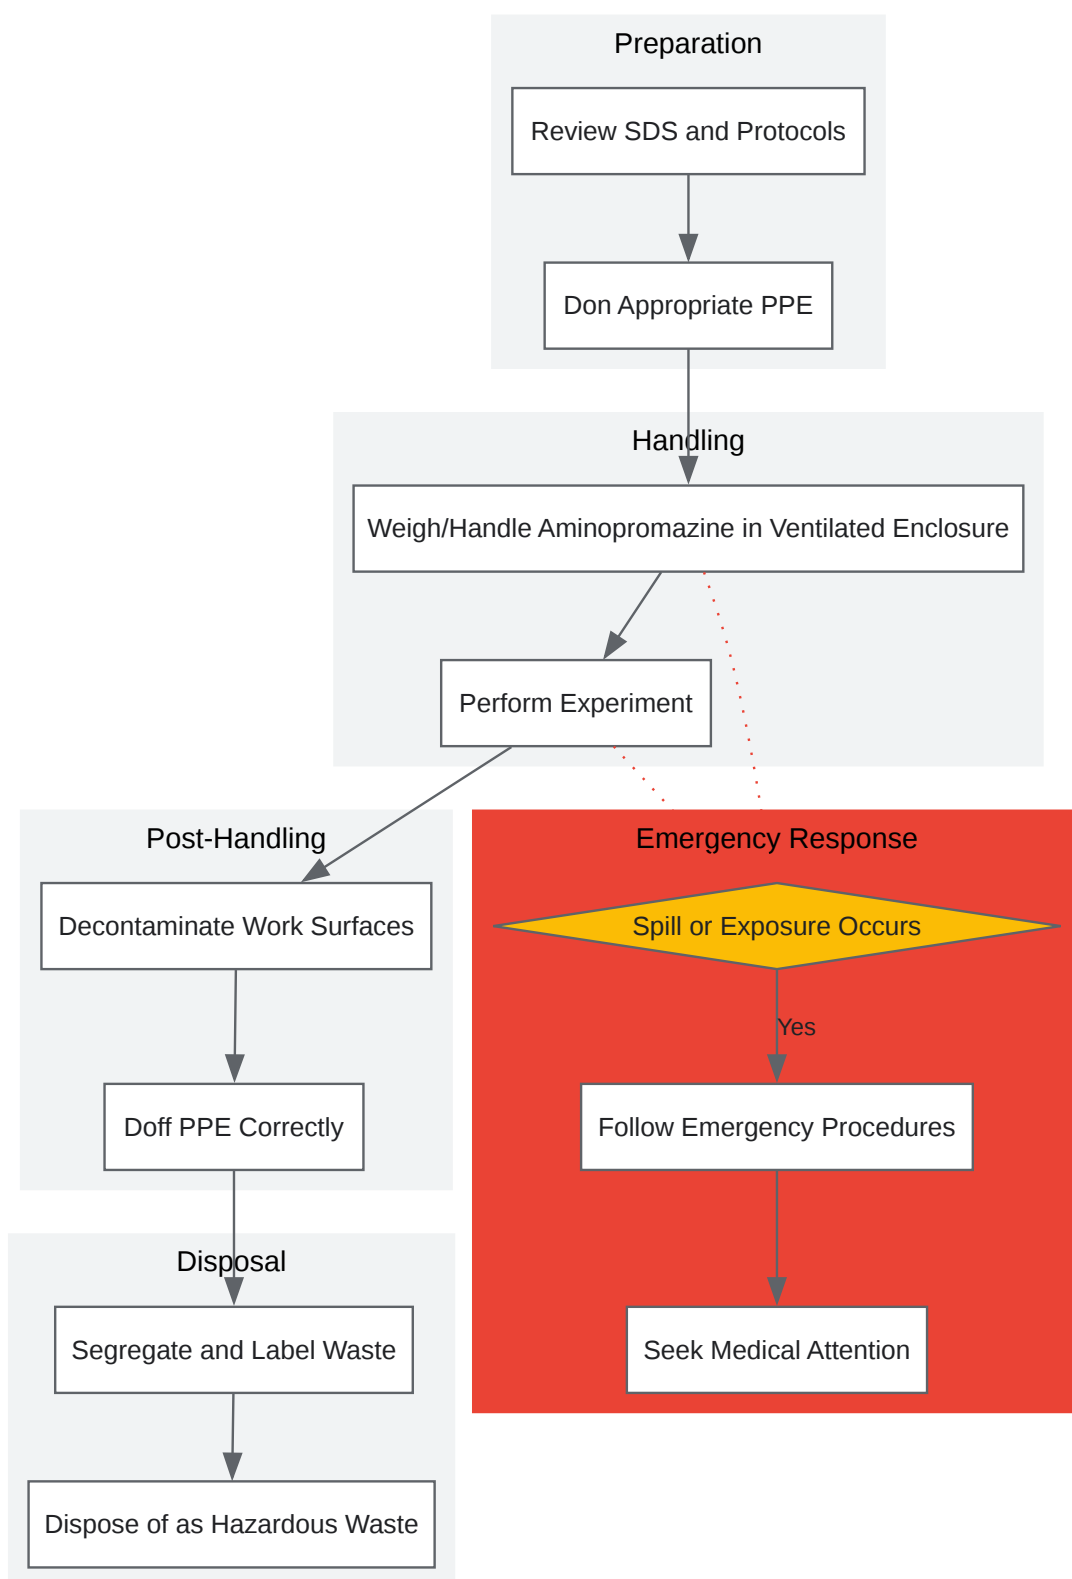 Preparation
Review SDS and Protocols
Don Appropriate PPE
Handling
Weigh/Handle Aminopromazine in Ventilated Enclosure
Perform Experiment
Post-Handling
Decontaminate Work Surfaces
Doff PPE Correctly
Disposal
Segregate and Label Waste
Dispose of as Hazardous Waste
Emergency Response
Spill or Exposure Occurs
Yes
Follow Emergency Procedures
Seek Medical Attention